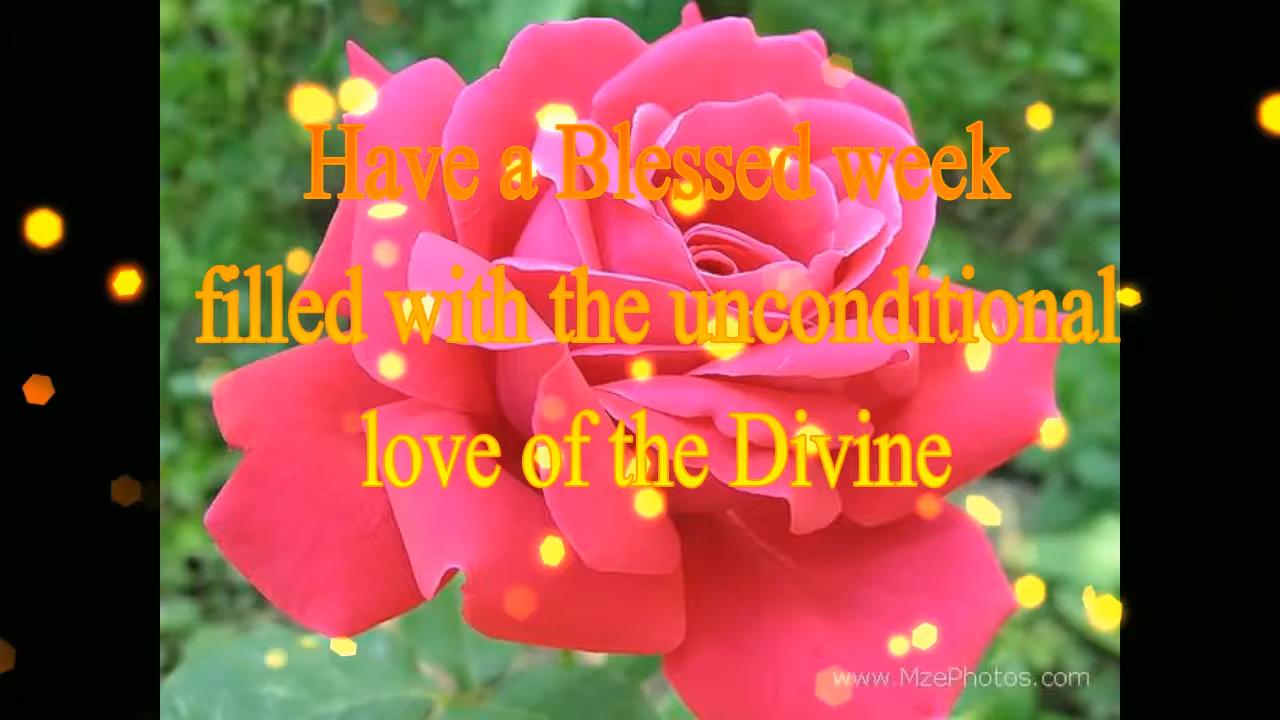 Have a Blessed week
filled with the unconditional
love of the Divine
www.MzePhotos.com